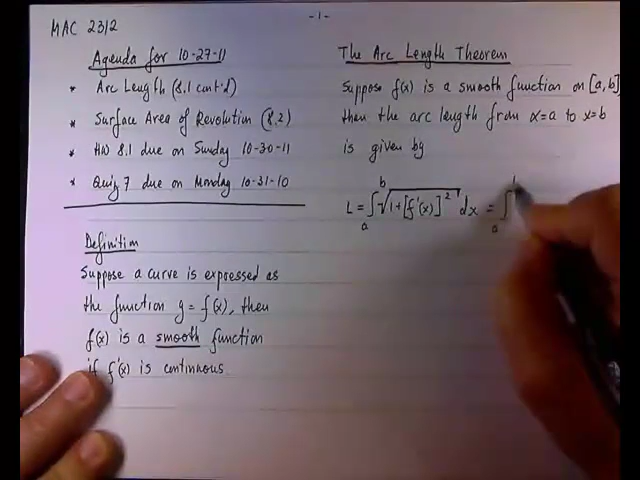 MAC 2312
-1-
Agenda for 10-27-11
* Arc Length (8.1 cont'd)
* Surface Area of Revolution (8.2)
* HW 8.1 due on Sunday 10-30-11
* Quiz 7 due on Monday 10-31-10
Definition
Suppose a curve is expressed as
the function y = f(x), then
f(x) is a smooth function
if f'(x) is continuous.
The Arc Length Theorem
Suppose f(x) is a smooth function on [a,b]
then the arc length from x=a to x=b
is given by
L = ∫_a^b √(1+[f'(x)]²) dx = ∫_a